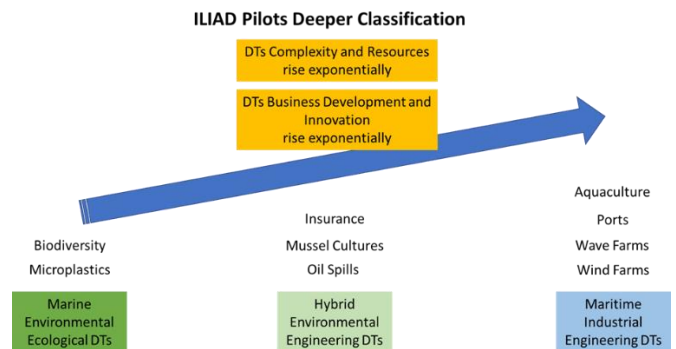 ILIAD Pilots Deeper Classification
DTs Complexity and Resources
rise exponentially
DTs Business Development and
Innovation
rise exponentially
Biodiversity
Microplastics
Marine
Environmental
Ecological DTs
Insurance
Mussel Cultures
Oil Spills
Hybrid
Environmental
Engineering DTs
Aquaculture
Ports
Wave Farms
Wind Farms
Maritime
Industrial
Engineering DTs